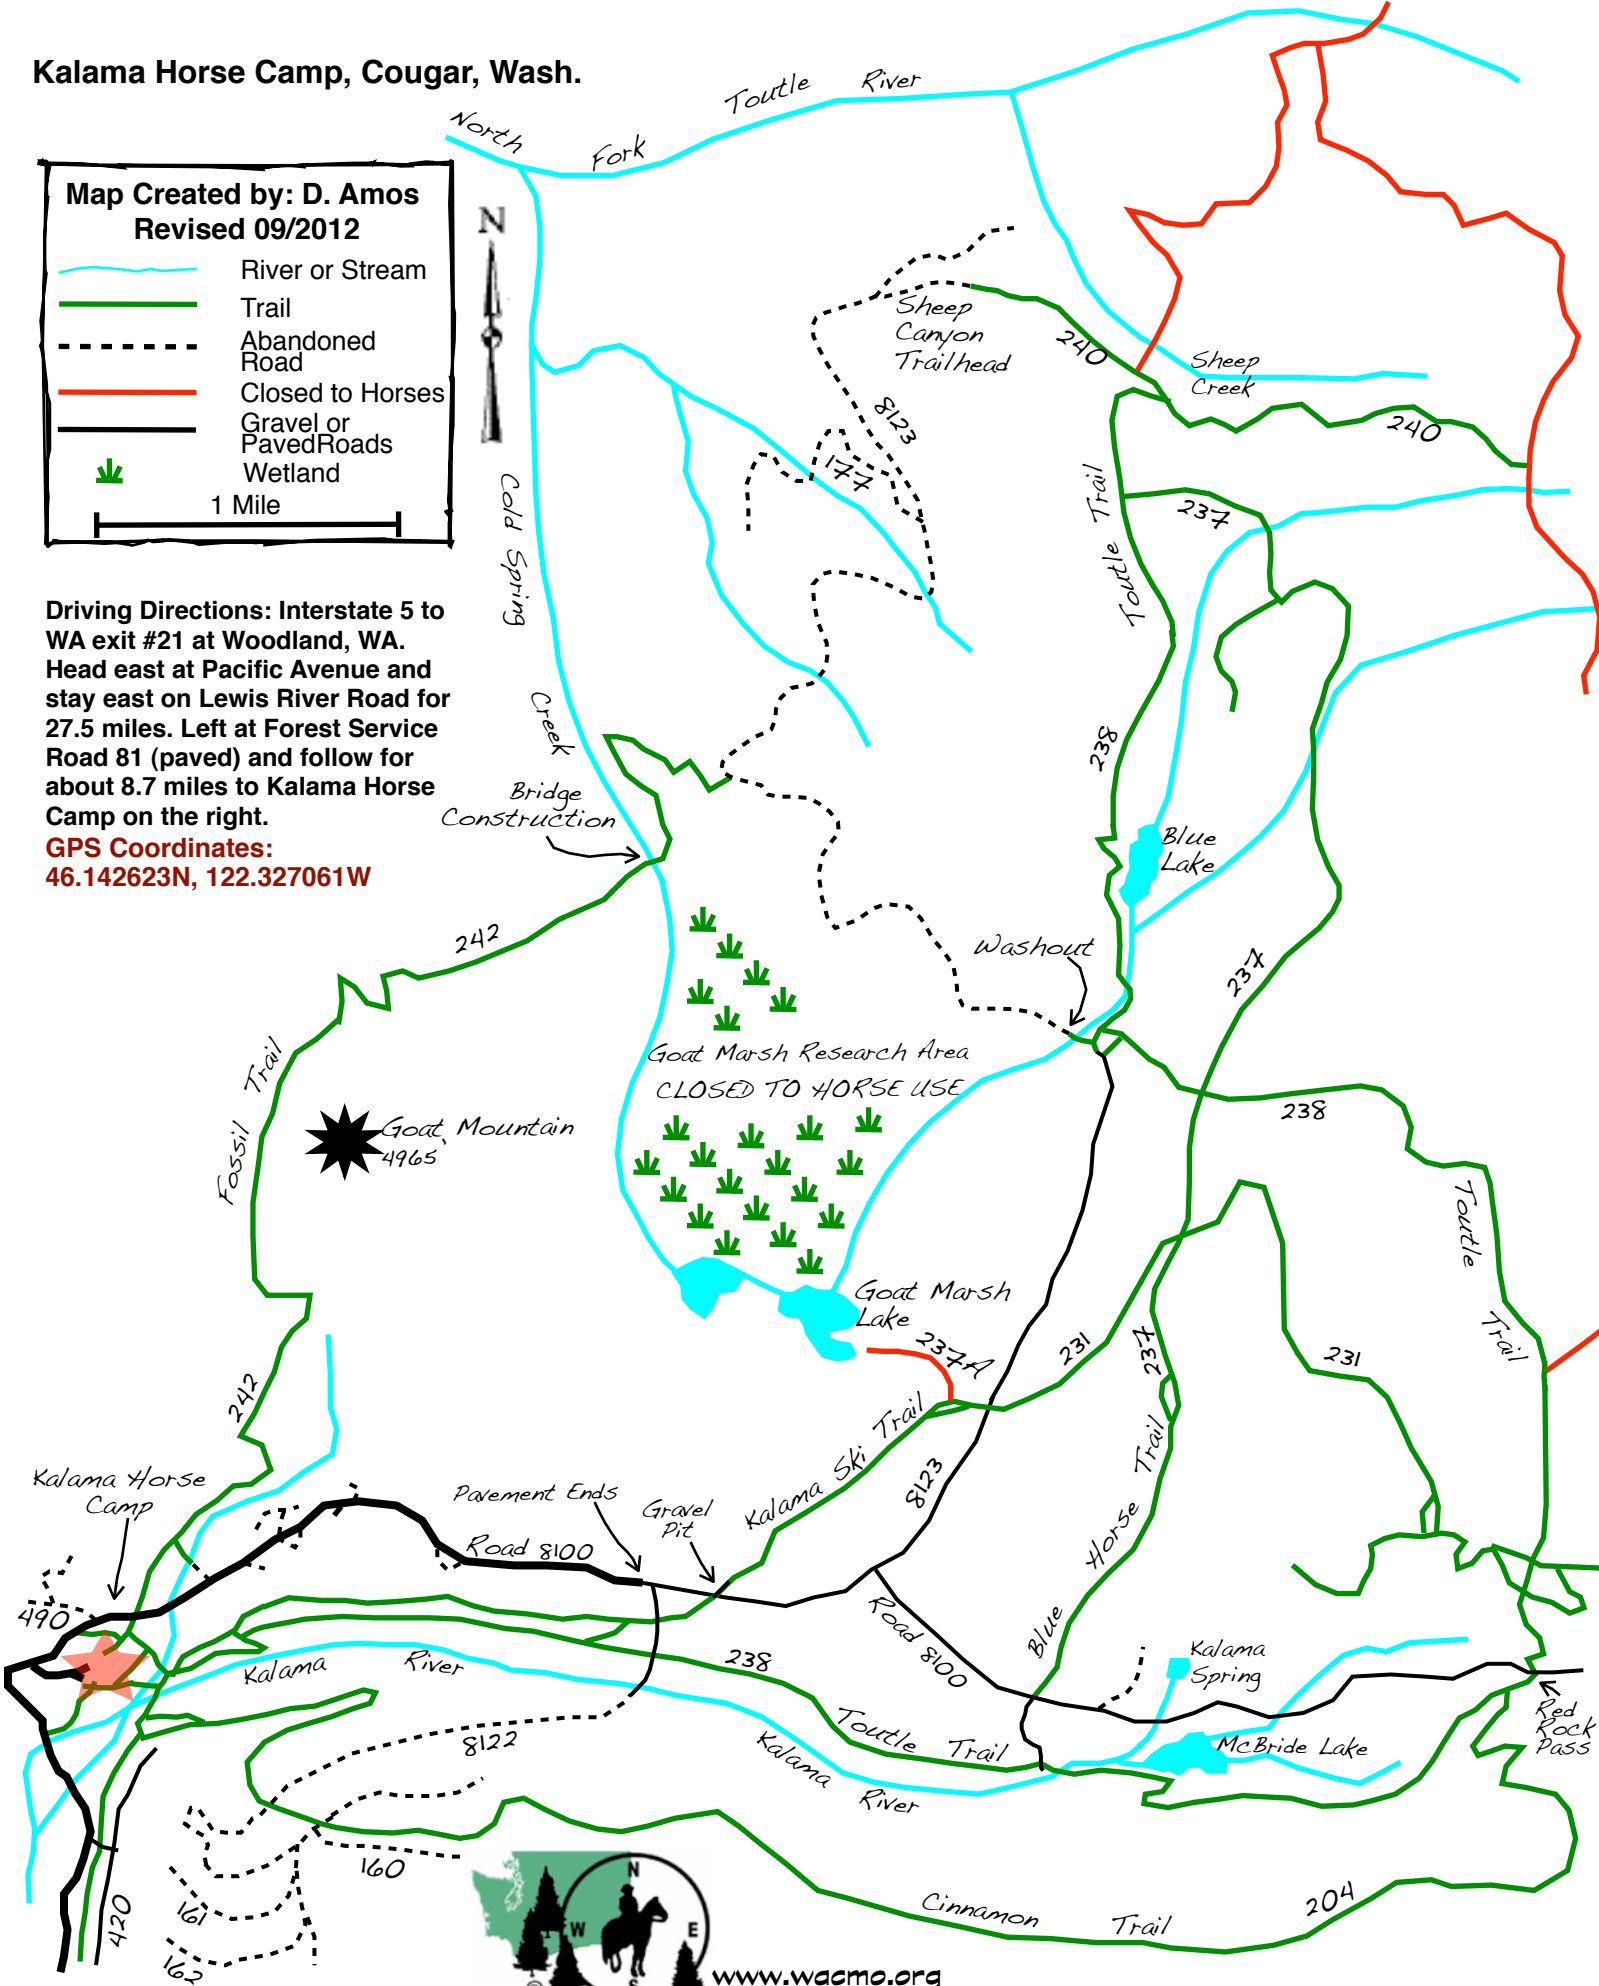 Kalama Horse Camp, Cougar, Wash.
Map Created by: D. Amos
Revised 09/2012
River or Stream
Trail
Abandoned
Road
Closed to Horses
Gravel or
PavedRoads
Wetland
1 Mile
Driving Directions: Interstate 5 to
WA exit #21 at Woodland, WA.
Head east at Pacific Avenue and
stay east on Lewis River Road for
27.5 miles. Left at Forest Service
Road 81 (paved) and follow for
about 8.7 miles to Kalama Horse
Camp on the right.
GPS Coordinates:
46.142623N, 122.327061W
North Fork Toutle River
N
Sheep
Canyon
Trailhead
240
Sheep
Creek
240
8123
177
Cold Spring Creek
Toutle Trail
237
238
Bridge
Construction
Blue
Lake
242
Washout
237
Goat Marsh Research Area
CLOSED TO HORSE USE
Fossil Trail
Goat Mountain
4965'
238
Toutle Trail
Goat Marsh
Lake
237A
231
237
231
242
Kalama Ski Trail
8123
Kalama Horse
Camp
Pavement Ends
Gravel
Pit
Road 8100
Blue Horse Trail
490
Road 8100
Kalama River
238
Toutle Trail
Kalama
Spring
Red
Rock
Pass
McBride Lake
8122
Kalama River
160
161
162
420
Cinnamon Trail
204
N
W
E
S
www.wacmo.org